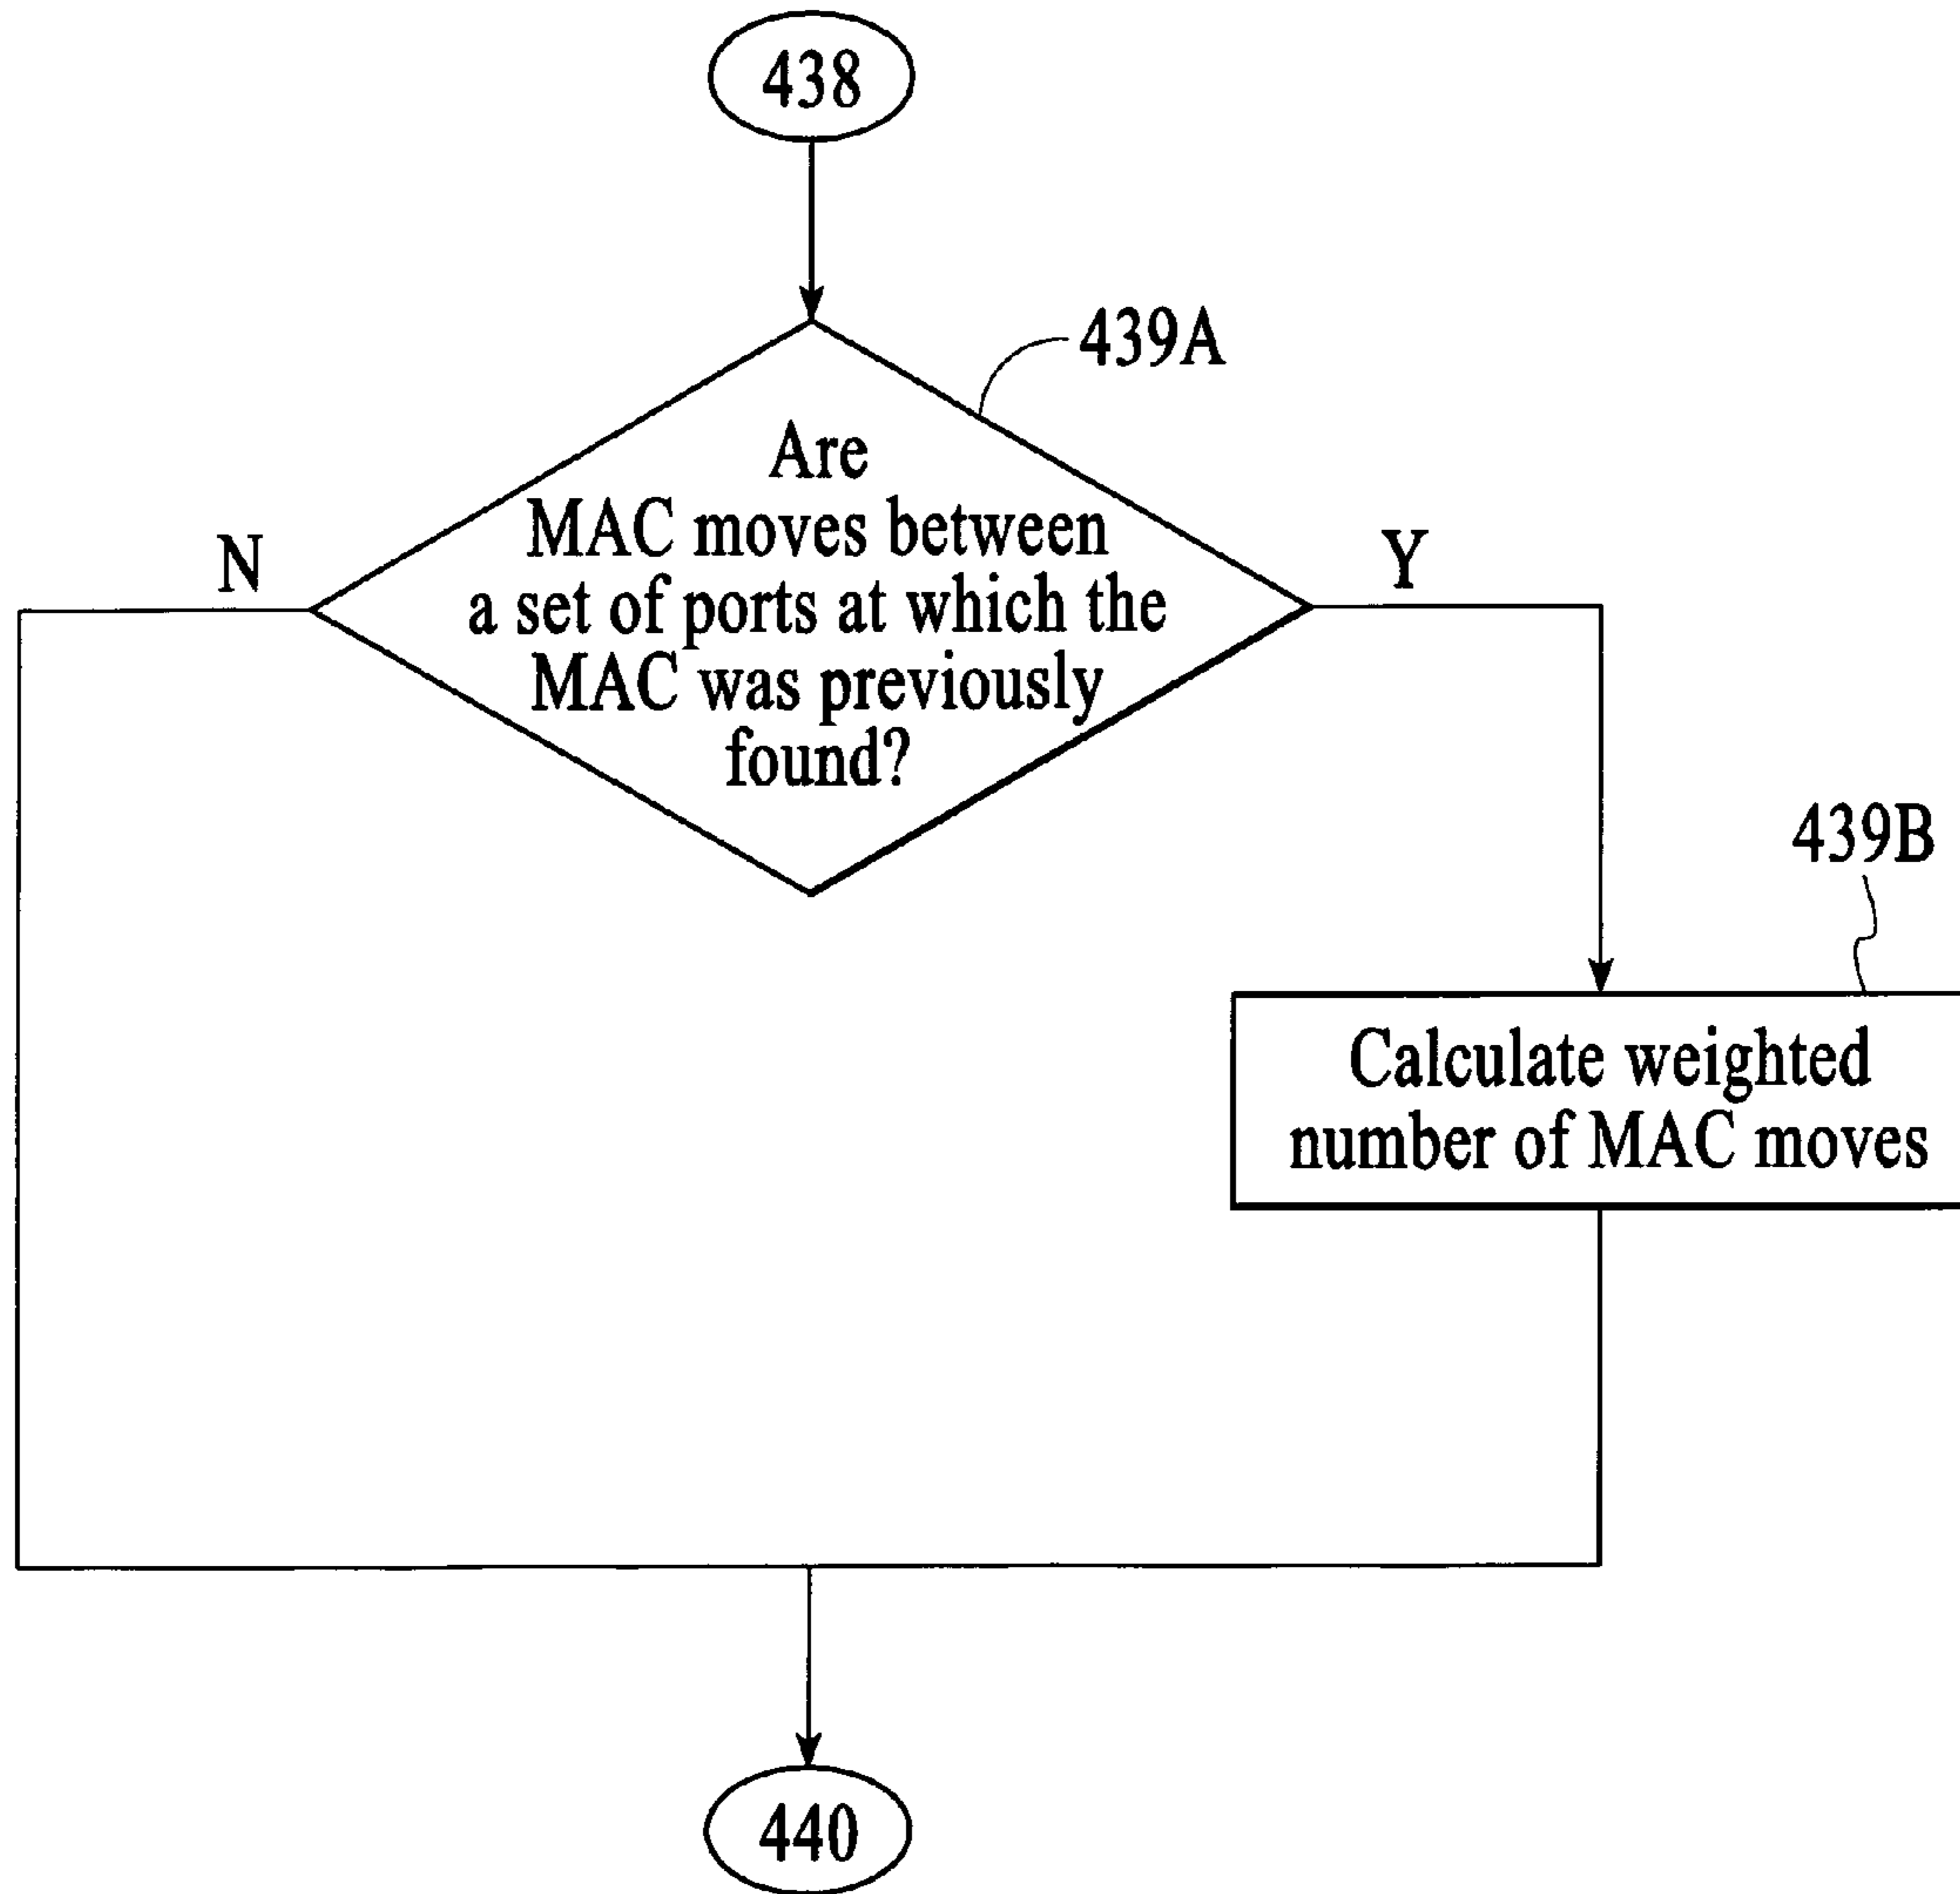 438
439A
Are
MAC moves between
a set of ports at which the
MAC was previously
found?
N
Y
439B
Calculate weighted
number of MAC moves
440